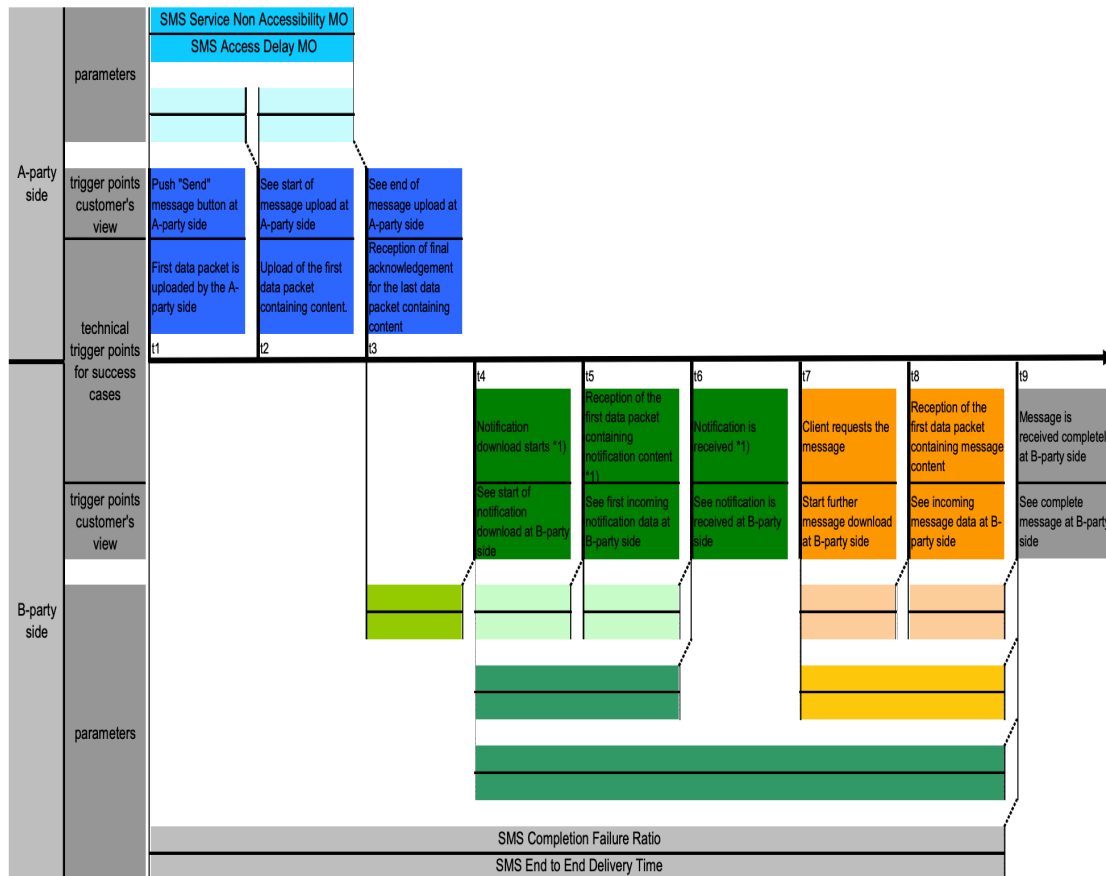 SMS Service Non Accessibility MO
SMS Access Delay MO
parameters
A-party
side
trigger points
customer's
view
Push "Send"
message button at
A-party side
See start of
message upload at
A-party side
See end of
message upload at
A-party side
First data packet is
uploaded by the A-
party side
Upload of the first
data packet
containing content.
Reception of final
acknowledgement
for the last data
packet containing
content
technical
trigger points
for success
cases
t1
t2
t3
t4
t5
t6
t7
t8
t9
Notification
download starts *1)
Reception of the
first data packet
containing
notification content
*1)
Notification is
received *1)
Client requests the
message
Reception of the
first data packet
containing message
content
Message is
received completely
at B-party side
trigger points
customer's
view
See start of
notification
download at B-party
side
See first incoming
notification data at
B-party side
See notification is
received at B-party
side
Start further
message download
at B-party side
See incoming
message data at B-
party side
See complete
message at B-party
side
B-party
side
parameters
SMS Completion Failure Ratio
SMS End to End Delivery Time